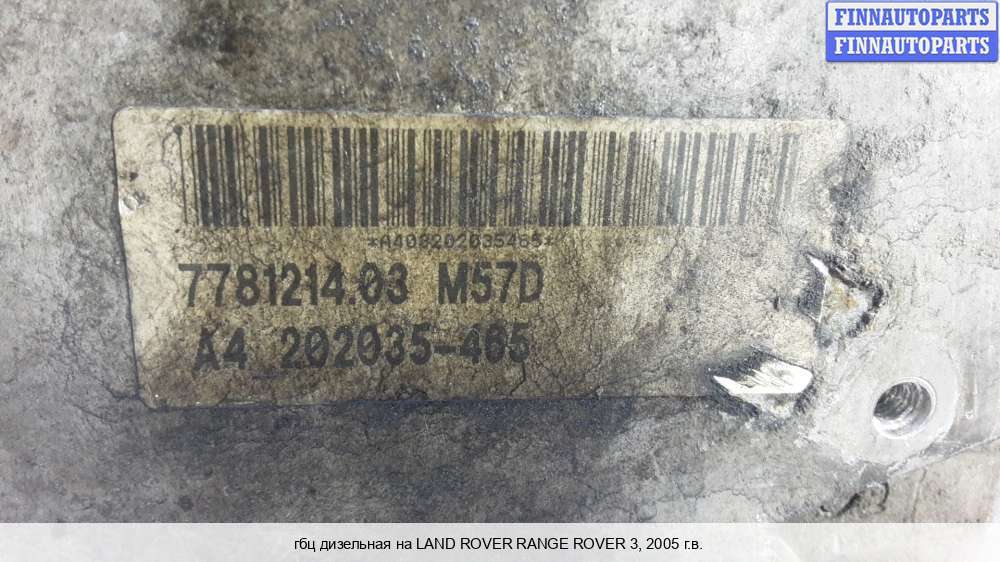 FINNAUTOPARTS
FINNAUTOPARTS
*A408202035465*
7781214.03 M57D
A4 202035-465
гбц дизельная на LAND ROVER RANGE ROVER 3, 2005 г.в.